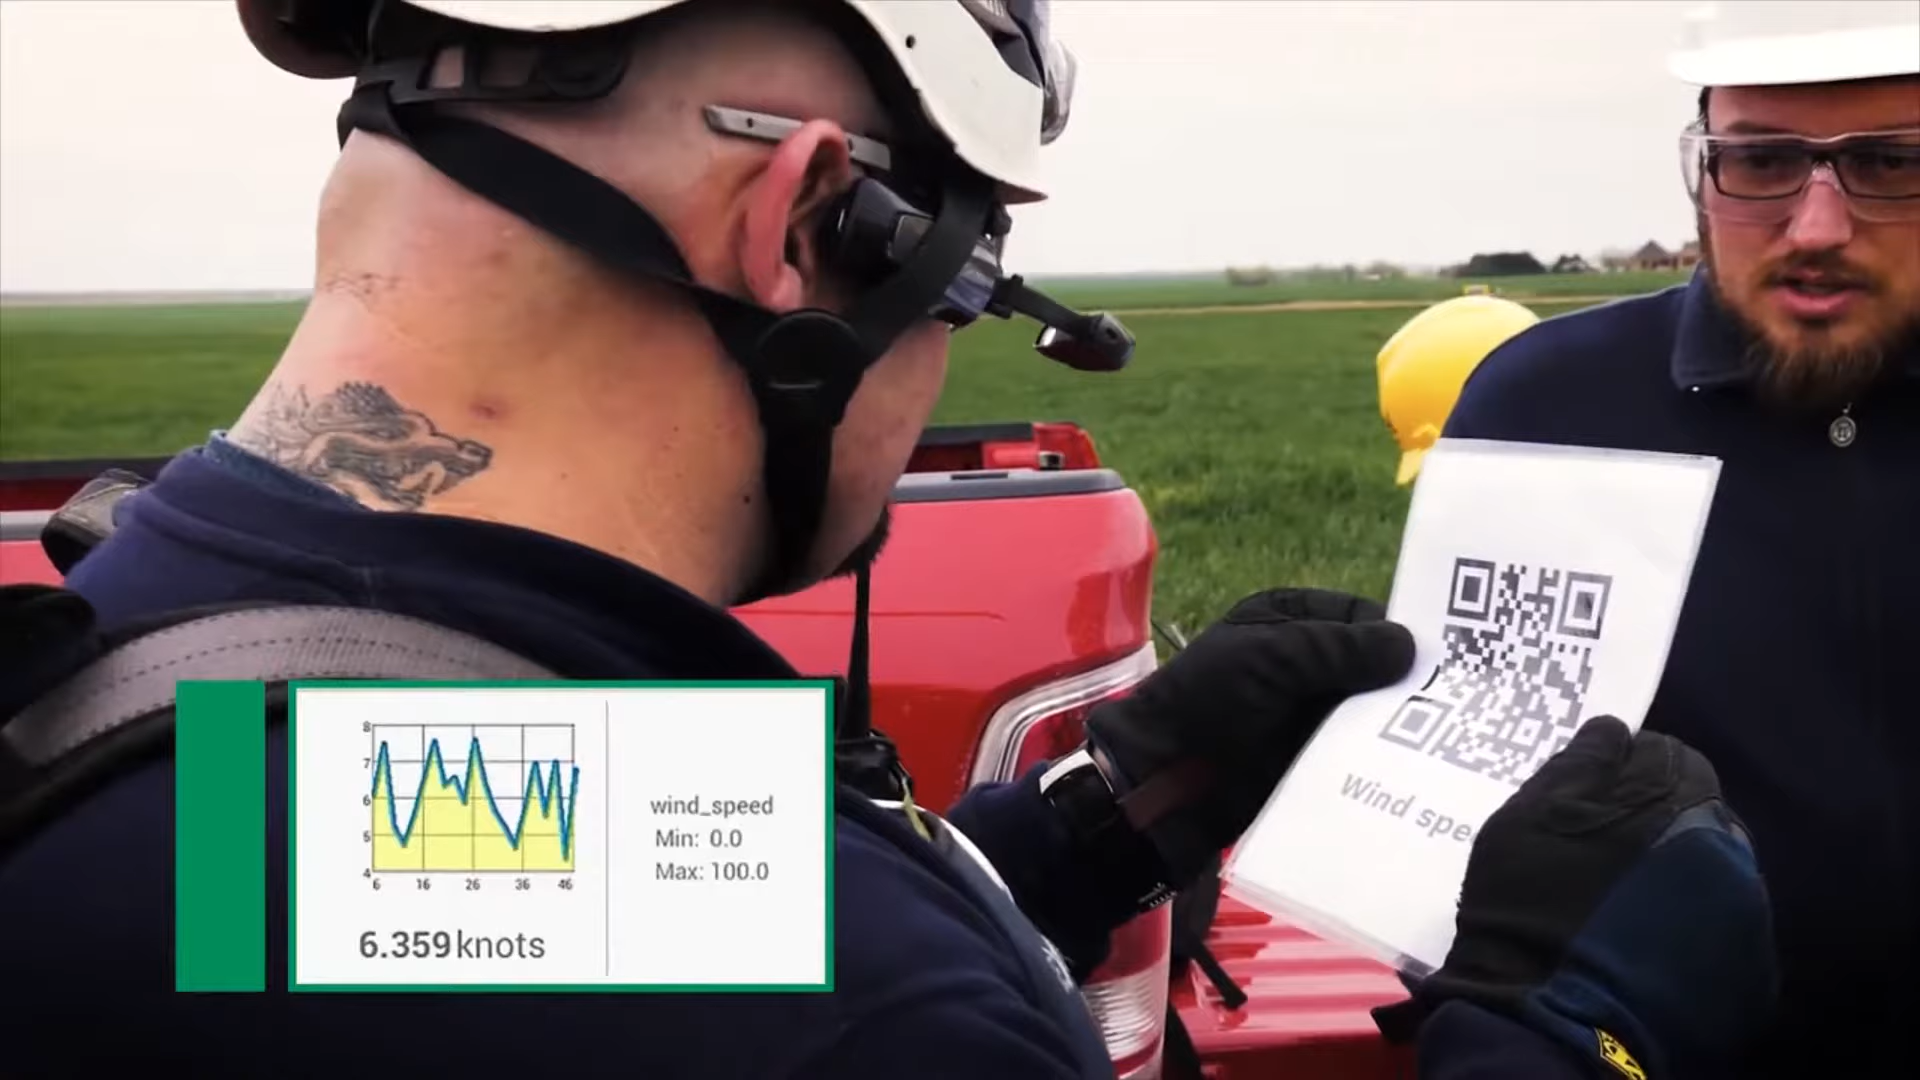 8
7
6
5
4
6 16 26 36 46
6.359 knots
wind_speed
Min: 0.0
Max: 100.0
Wind spe